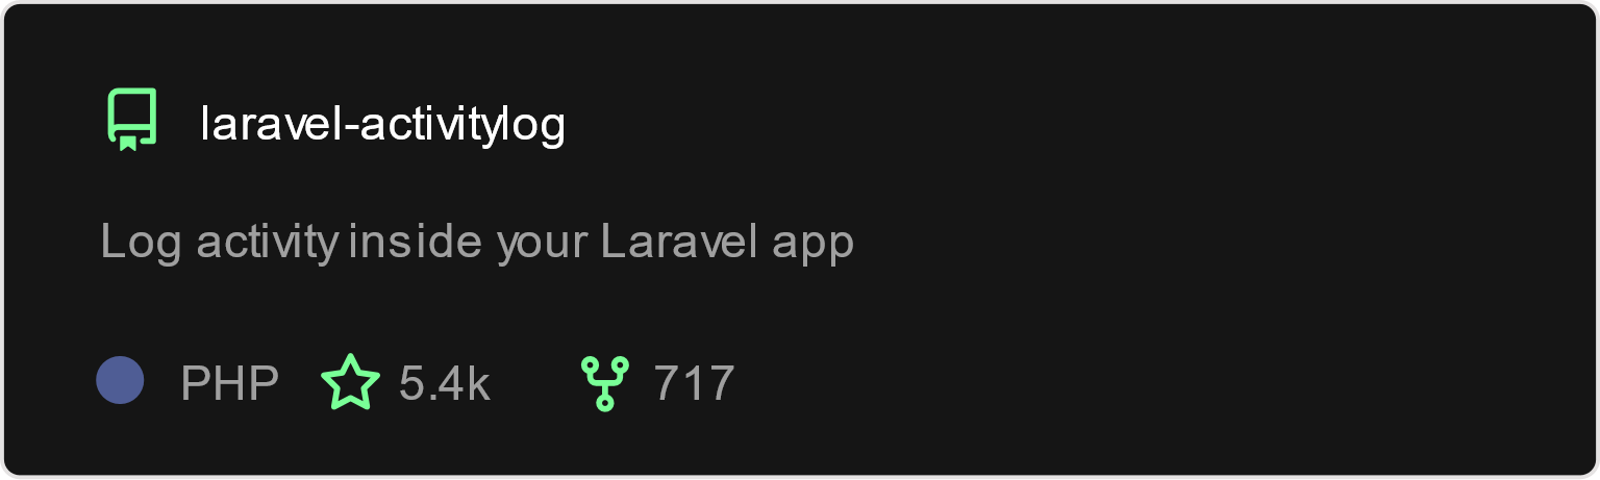 laravel-activitylog
Log activity inside your Laravel app
PHP 5.4k 717